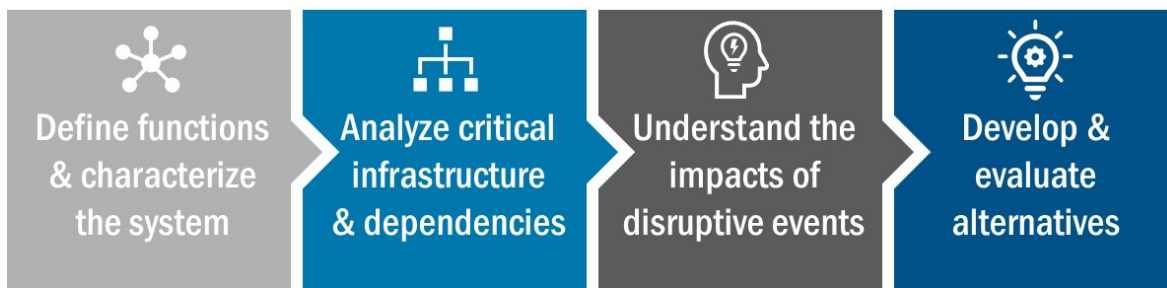 Define functions
& characterize
the system
Analyze critical
infrastructure
& dependencies
Understand the
impacts of
disruptive events
Develop &
evaluate
alternatives